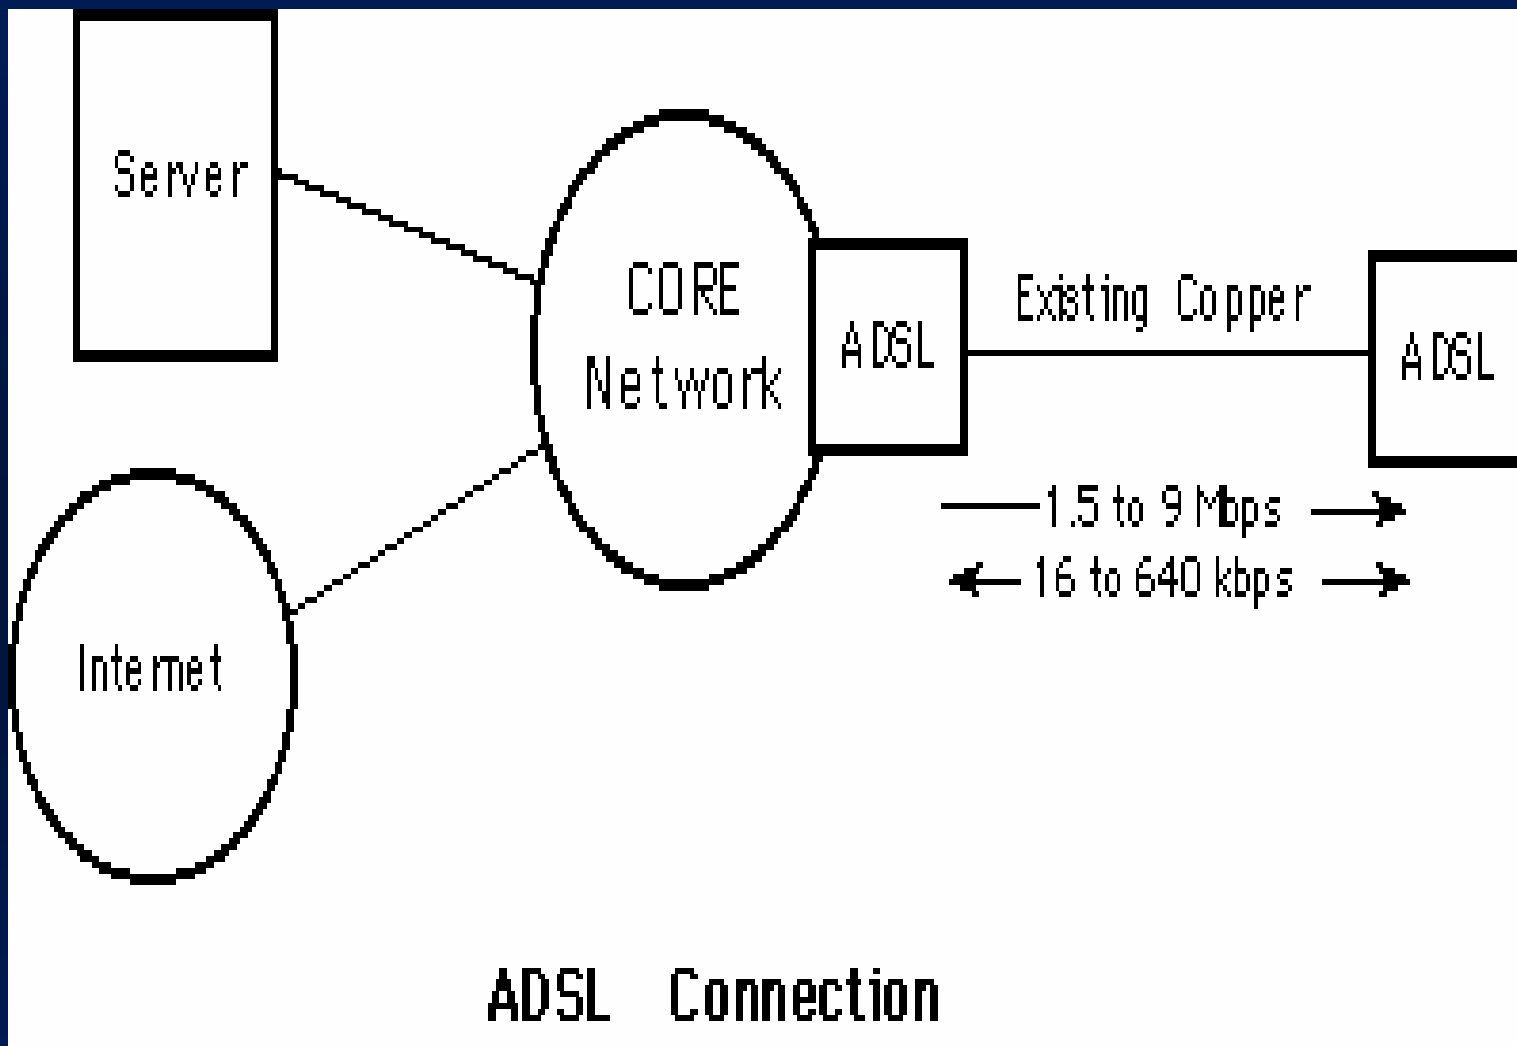 Server
CORE
Network
ADSL
Existing Copper
ADSL
1.5 to 9 Mbps
16 to 640 kbps
Internet
ADSL Connection